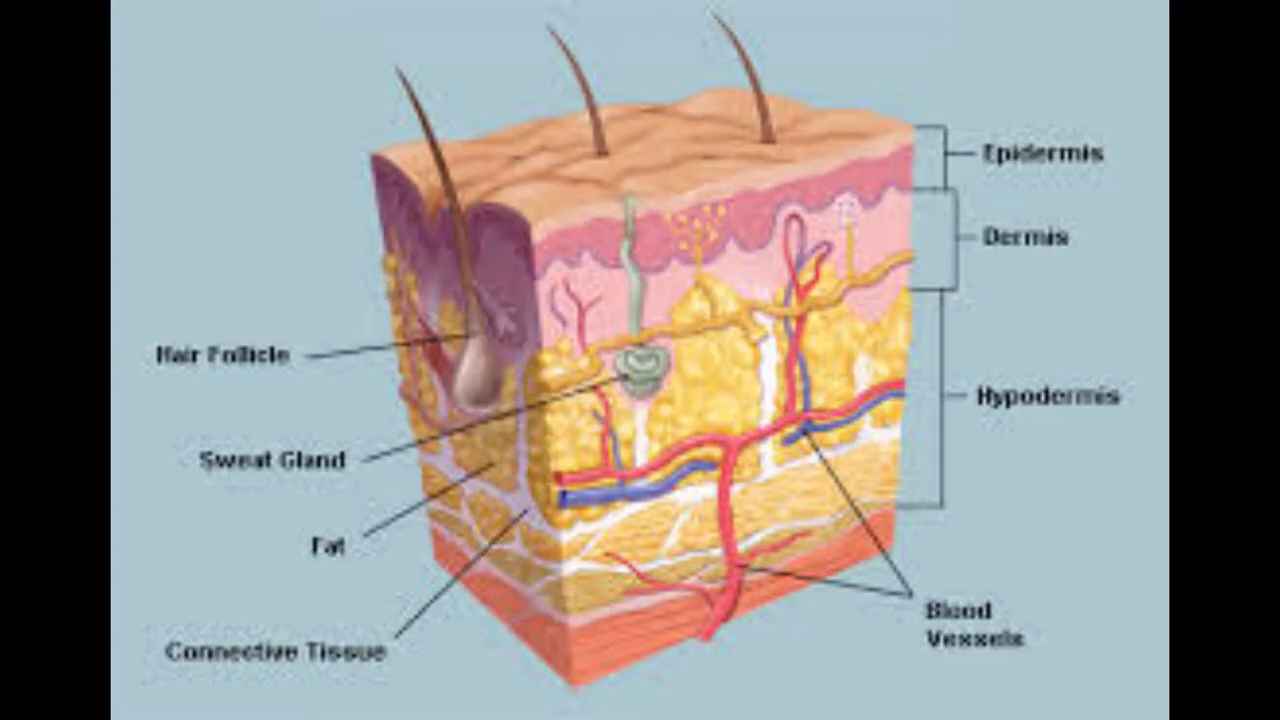 Epidermis
Dermis
Hair Follicle
Hypodermis
Sweat Gland
Fat
Blood
Vessels
Connective Tissue